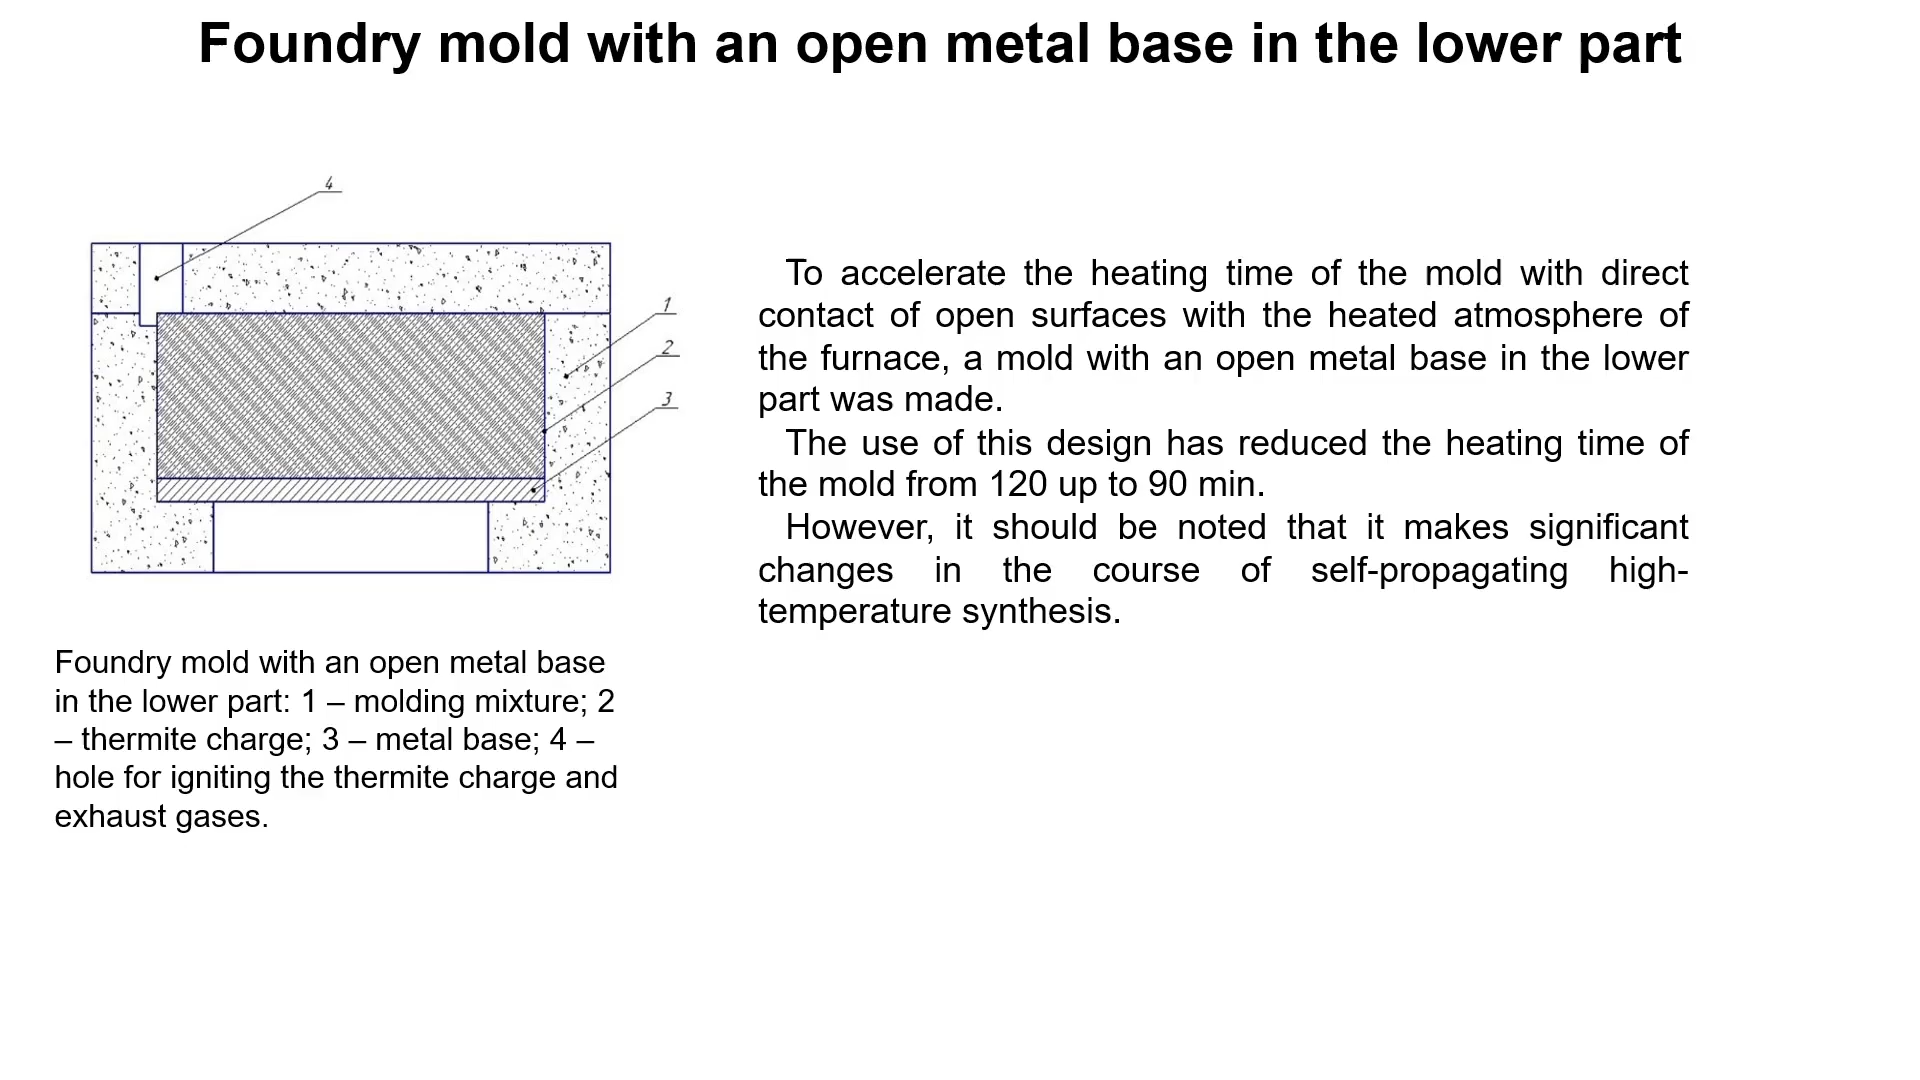 Foundry mold with an open metal base in the lower part
4
1
2
3
To accelerate the heating time of the mold with direct
contact of open surfaces with the heated atmosphere of
the furnace, a mold with an open metal base in the lower
part was made.
The use of this design has reduced the heating time of
the mold from 120 up to 90 min.
However, it should be noted that it makes significant
changes in the course of self-propagating high-
temperature synthesis.
Foundry mold with an open metal base
in the lower part: 1 – molding mixture; 2
– thermite charge; 3 – metal base; 4 –
hole for igniting the thermite charge and
exhaust gases.